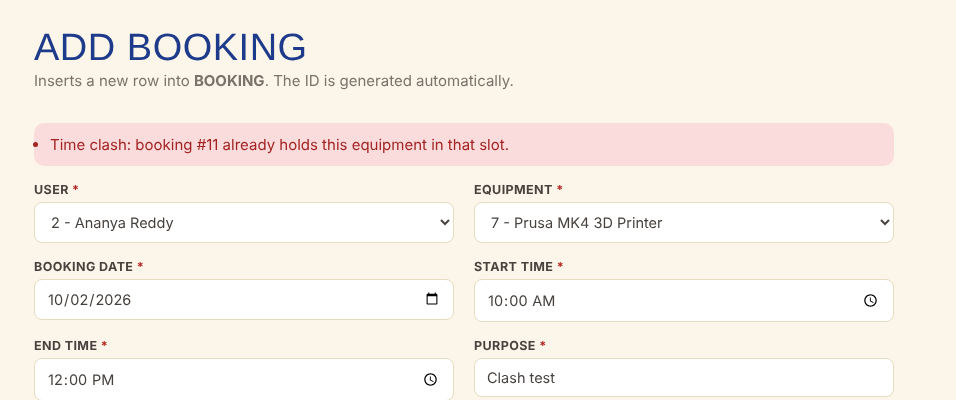 ADD BOOKING
Inserts a new row into BOOKING. The ID is generated automatically.
• Time clash: booking #11 already holds this equipment in that slot.
USER * EQUIPMENT *
2 - Ananya Reddy 7 - Prusa MK4 3D Printer
BOOKING DATE * START TIME *
10/02/2026 10:00 AM
END TIME * PURPOSE *
12:00 PM Clash test